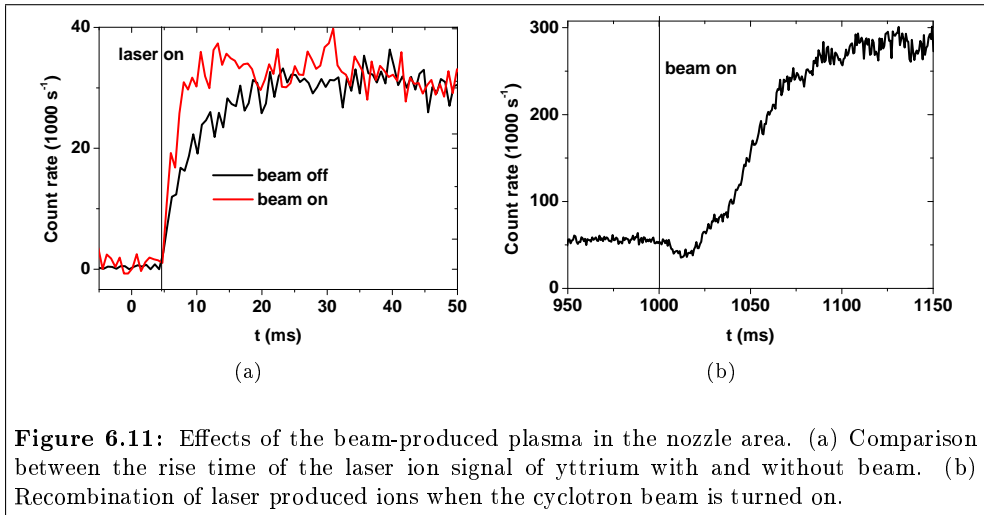 40
20
0
Count rate (1000 s⁻¹)
laser on
beam off
beam on
0 10 20 30 40 50
t (ms)
(a)
300
200
100
0
Count rate (1000 s⁻¹)
beam on
950 1000 1050 1100 1150
t (ms)
(b)
Figure 6.11: Effects of the beam-produced plasma in the nozzle area. (a) Comparison
between the rise time of the laser ion signal of yttrium with and without beam. (b)
Recombination of laser produced ions when the cyclotron beam is turned on.